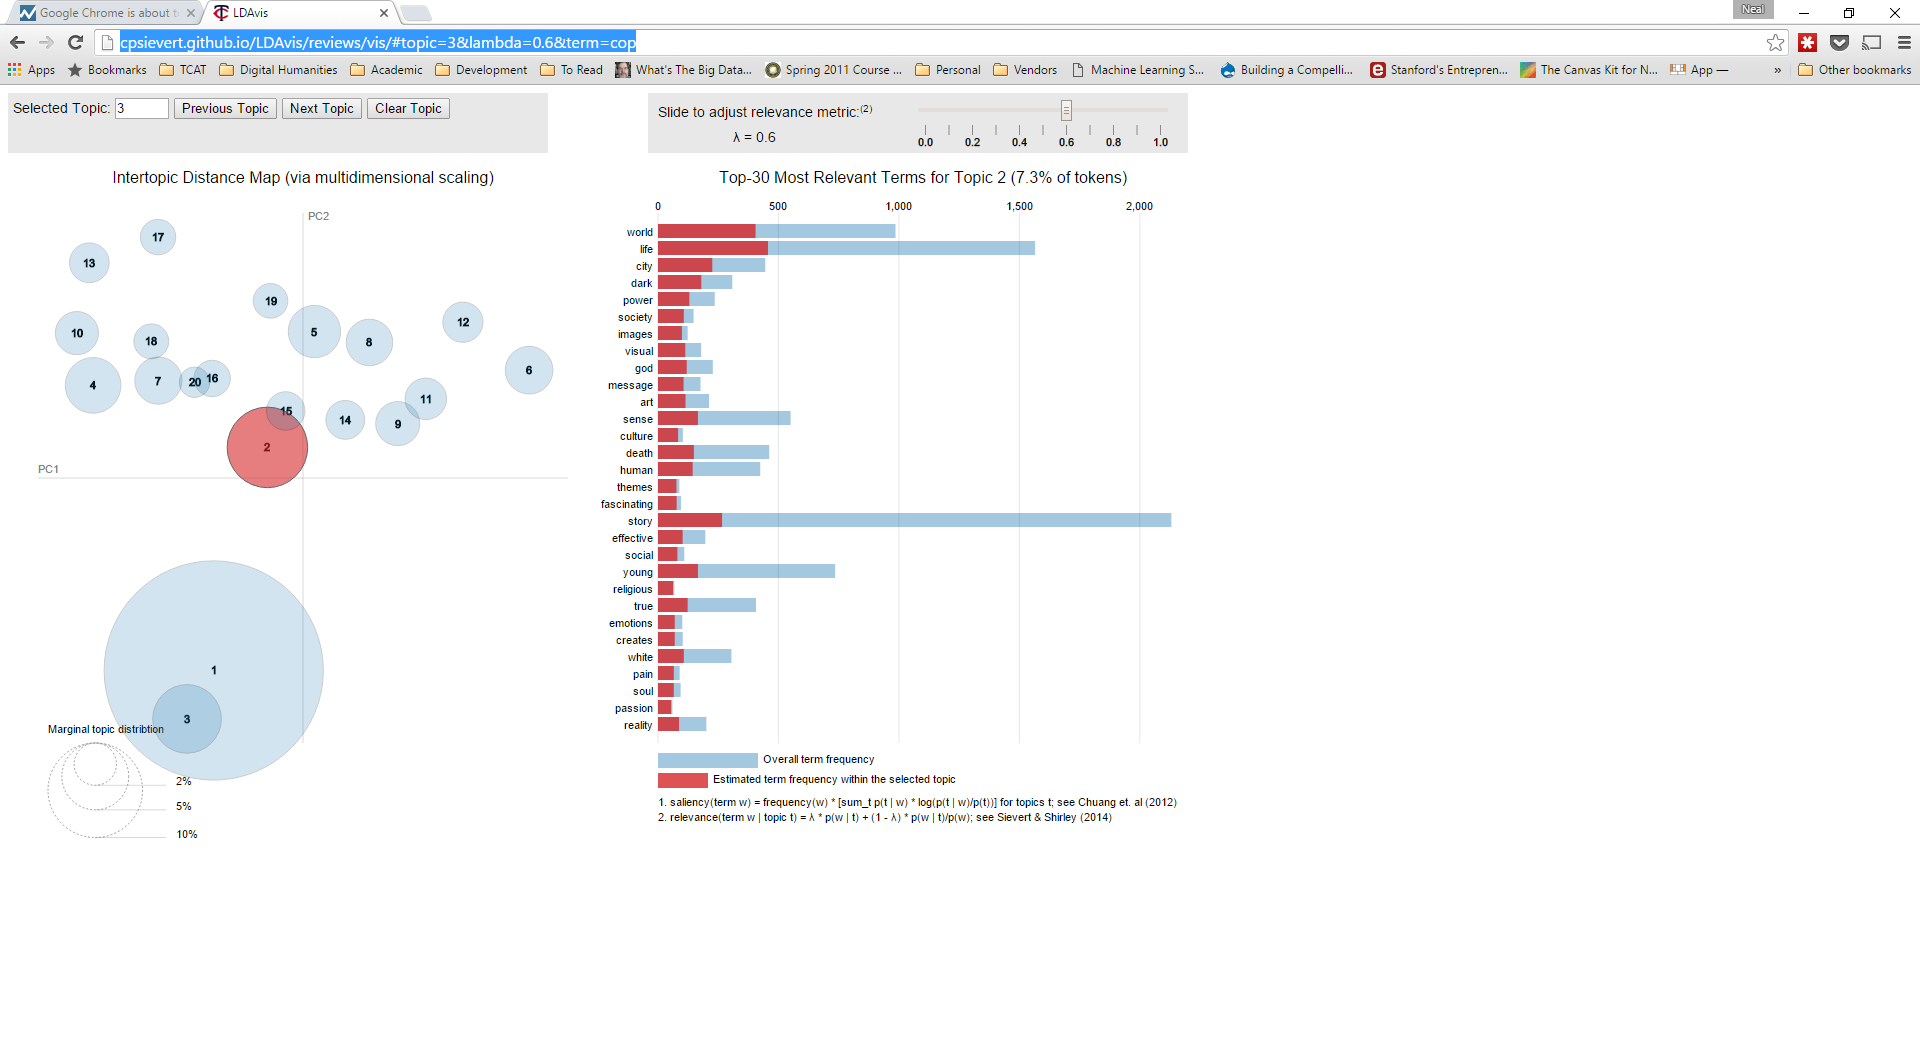 Google Chrome is about t
LDAvis
Neal
cpsievert.github.io/LDAvis/reviews/vis/#topic=3&lambda=0.6&term=cop
Apps Bookmarks TCAT Digital Humanities Academic Development To Read What's The Big Data... Spring 2011 Course ... Personal Vendors Machine Learning S... Building a Compelli... Stanford's Entrepren... The Canvas Kit for N... App — » Other bookmarks
Selected Topic: 3 Previous Topic Next Topic Clear Topic
Slide to adjust relevance metric:(2)
λ = 0.6
0.0 0.2 0.4 0.6 0.8 1.0
Intertopic Distance Map (via multidimensional scaling)
PC2
17
13
19
12
5
10
18
8
6
7
20
16
4
11
15
14
9
2
PC1
1
3
Marginal topic distribtion
2%
5%
10%
Top-30 Most Relevant Terms for Topic 2 (7.3% of tokens)
0 500 1,000 1,500 2,000
world
life
city
dark
power
society
images
visual
god
message
art
sense
culture
death
human
themes
fascinating
story
effective
social
young
religious
true
emotions
creates
white
pain
soul
passion
reality
Overall term frequency
Estimated term frequency within the selected topic
1. saliency(term w) = frequency(w) * [sum_t p(t | w) * log(p(t | w)/p(t))] for topics t; see Chuang et. al (2012)
2. relevance(term w | topic t) = λ * p(w | t) + (1 - λ) * p(w | t)/p(w); see Sievert & Shirley (2014)